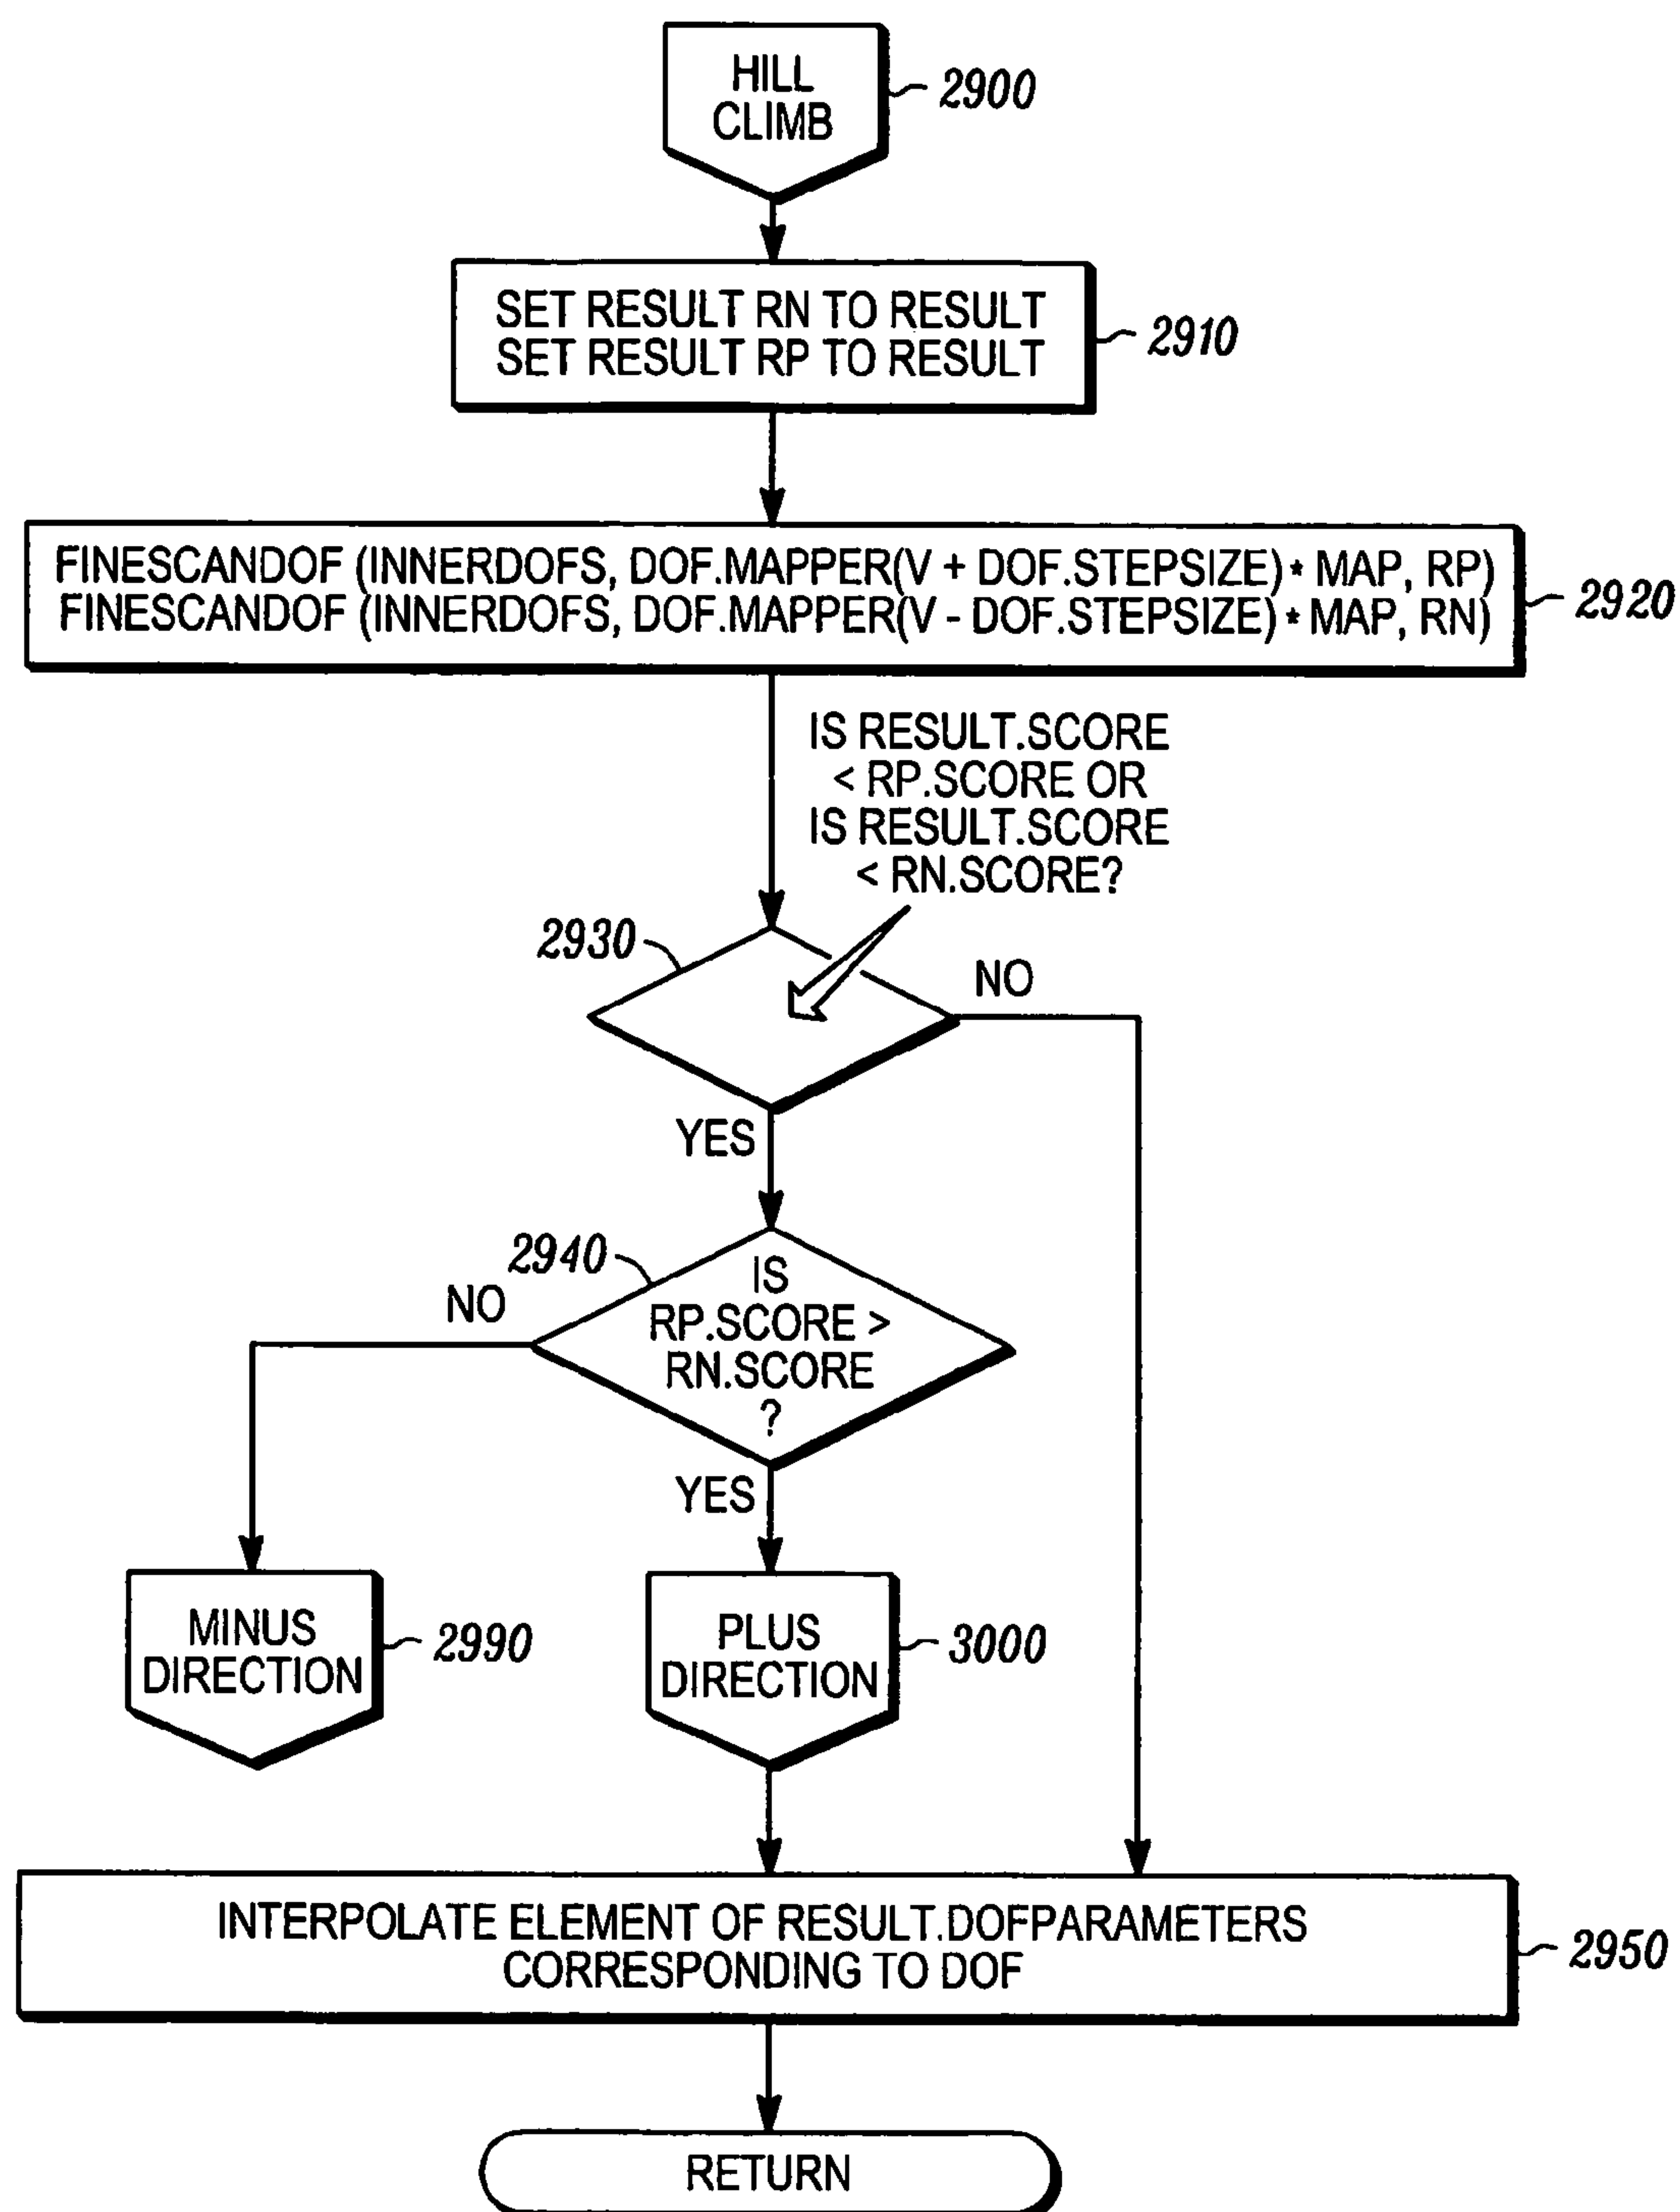 HILL
CLIMB
2900
SET RESULT RN TO RESULT
SET RESULT RP TO RESULT
2910
FINESCANDOF (INNERDOFS, DOF.MAPPER(V + DOF.STEPSIZE) * MAP, RP)
FINESCANDOF (INNERDOFS, DOF.MAPPER(V - DOF.STEPSIZE) * MAP, RN)
2920
IS RESULT.SCORE
< RP.SCORE OR
IS RESULT.SCORE
< RN.SCORE?
2930
NO
YES
2940
IS
RP.SCORE >
RN.SCORE
?
NO
YES
MINUS
DIRECTION
2990
PLUS
DIRECTION
3000
INTERPOLATE ELEMENT OF RESULT.DOFPARAMETERS
CORRESPONDING TO DOF
2950
RETURN